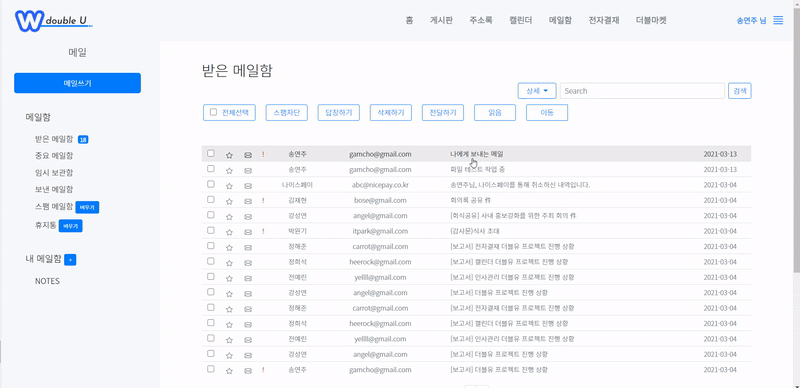 W double U
홈 게시판 주소록 캘린더 메일함 전자결재 더블마켓
송연주 님
메일
메일쓰기
메일함
받은 메일함 18
중요 메일함
임시 보관함
보낸 메일함
스팸 메일함 비우기
휴지통 비우기
내 메일함 +
NOTES
받은 메일함
상세 Search 검색
전체선택 스팸차단 답장하기 삭제하기 전달하기 읽음 이동
! 송연주 gamcho@gmail.com 나에게 보내는 메일 2021-03-13
송연주 gamcho@gmail.com 파일 테스트 작업 중 2021-03-13
나이스페이 abc@nicepay.co.kr 송연주님, 나이스페이를 통해 취소하신 내역입니다. 2021-03-04
! 김재현 bose@gmail.com 회의록 공유 件 2021-03-04
강성연 angel@gmail.com [회식공유] 사내 홍보강화를 위한 주최 회의 件 2021-03-04
! 박원기 itpark@gmail.com (감사문)식사 초대 2021-03-04
정해준 carrot@gmail.com [보고서] 전자결재 더블유 프로젝트 진행 상황 2021-03-04
정희석 heerock@gmail.com [보고서] 캘린더 더블유 프로젝트 진행 상황 2021-03-04
전예린 yellll@gmail.com [보고서] 인사관리 더블유 프로젝트 진행 상황 2021-03-04
강성연 angel@gmail.com [보고서] 더블유 프로젝트 진행 상황 2021-03-04
정해준 carrot@gmail.com [보고서] 전자결재 더블유 프로젝트 진행 상황 2021-03-04
정희석 heerock@gmail.com [보고서] 캘린더 더블유 프로젝트 진행 상황 2021-03-04
전예린 yellll@gmail.com [보고서] 인사관리 더블유 프로젝트 진행 상황 2021-03-04
강성연 angel@gmail.com [보고서] 더블유 프로젝트 진행 상황 2021-03-04
! 송연주 gamcho@gmail.com [보고서] 더블유 프로젝트 진행 상황 2021-03-04